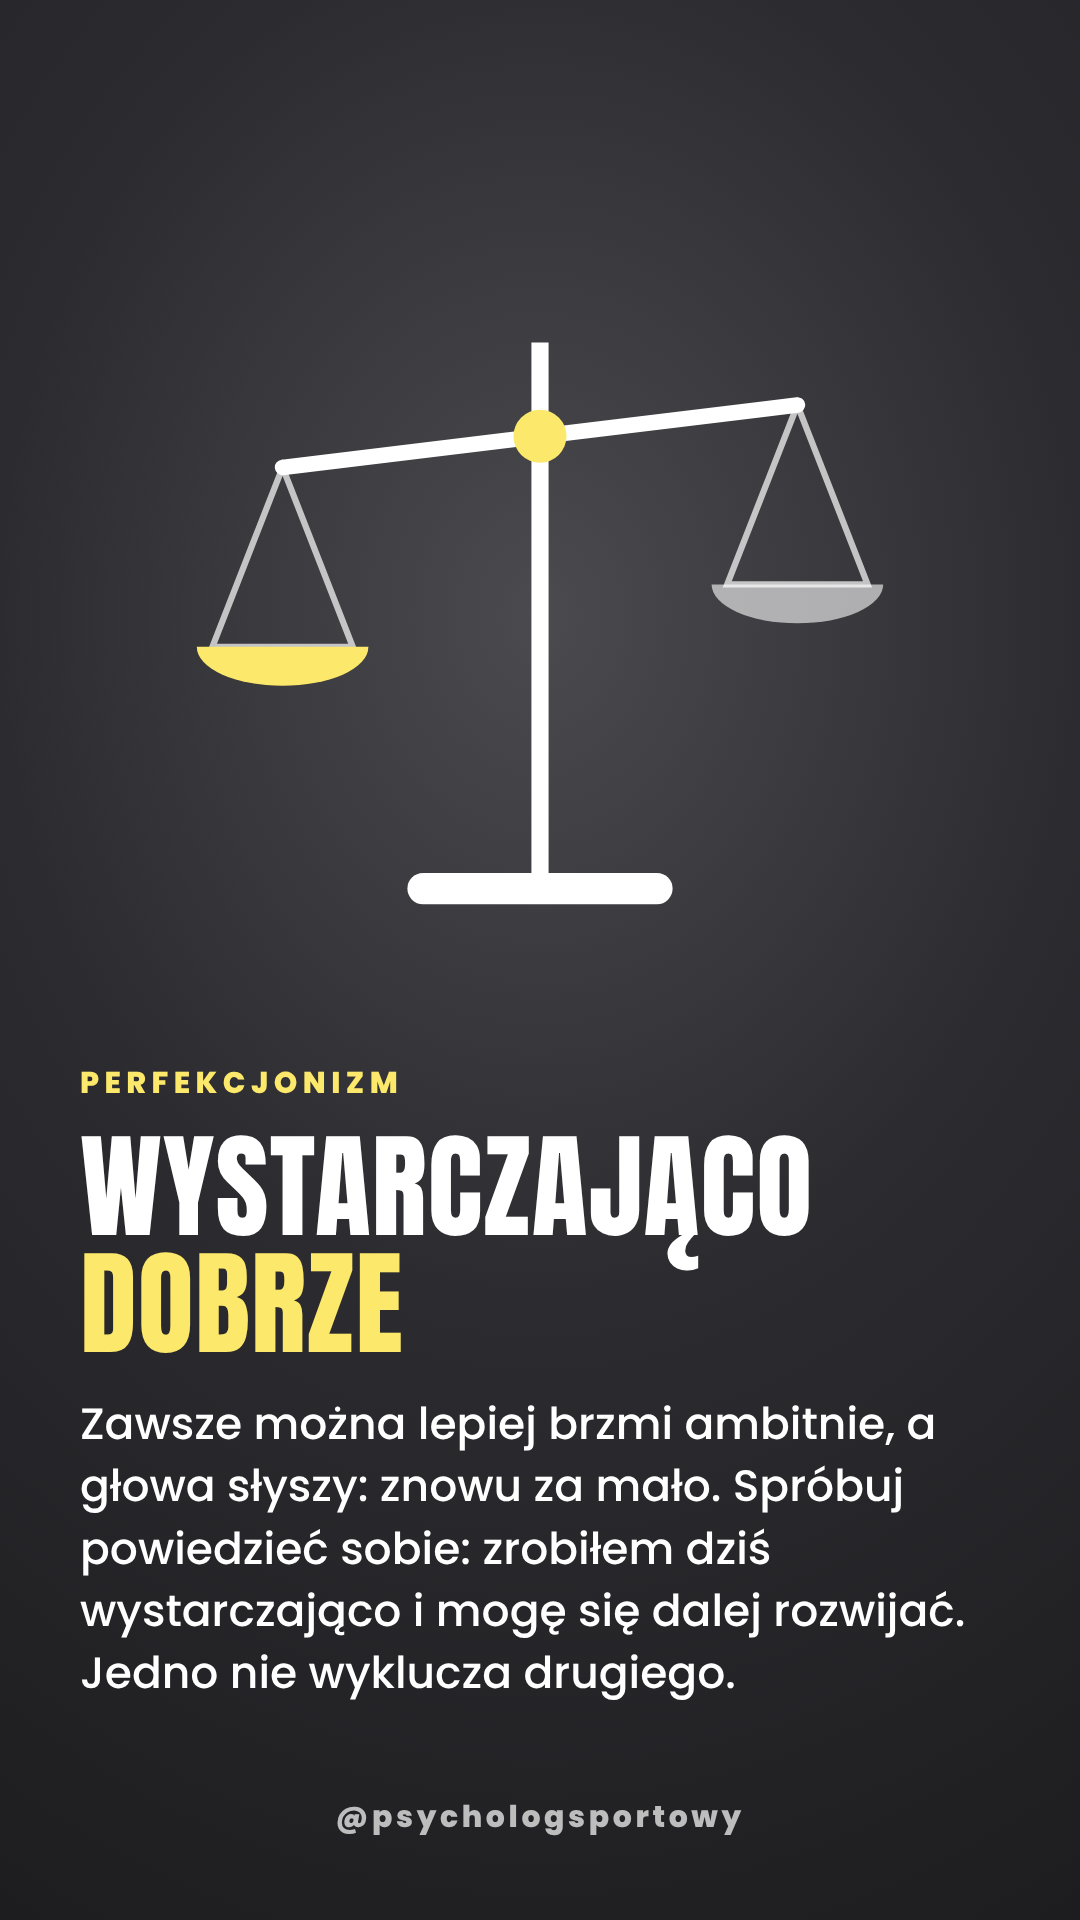 PERFEKCJONIZM
WYSTARCZAJĄCO
DOBRZE
Zawsze można lepiej brzmi ambitnie, a
głowa słyszy: znowu za mało. Spróbuj
powiedzieć sobie: zrobiłem dziś
wystarczająco i mogę się dalej rozwijać.
Jedno nie wyklucza drugiego.
@psychologsportowy